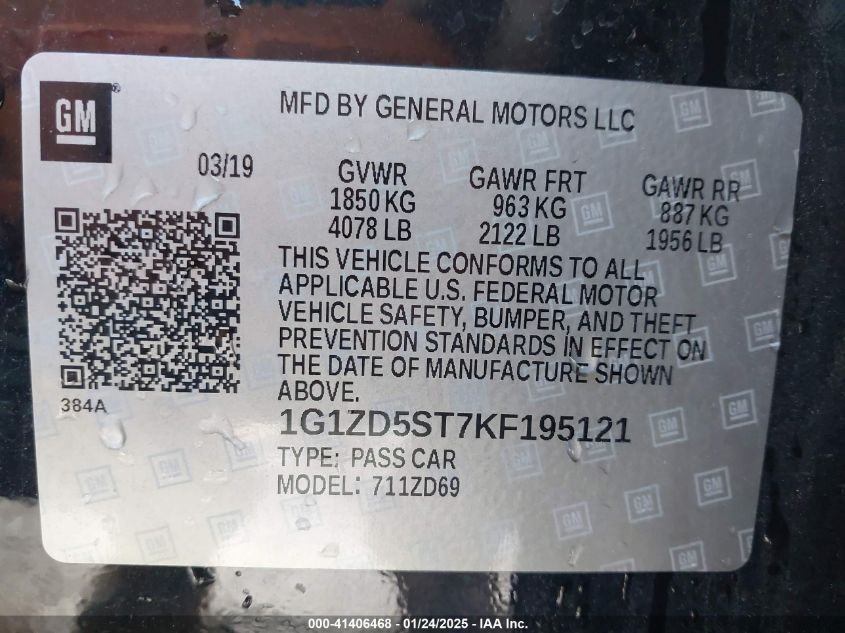 GM®
MFD BY GENERAL MOTORS LLC
03/19
GVWR
1850 KG
4078 LB
GAWR FRT
963 KG
2122 LB
GAWR RR
887 KG
1956 LB
THIS VEHICLE CONFORMS TO ALL
APPLICABLE U.S. FEDERAL MOTOR
VEHICLE SAFETY, BUMPER, AND THEFT
PREVENTION STANDARDS IN EFFECT ON
THE DATE OF MANUFACTURE SHOWN
ABOVE.
384A
1G1ZD5ST7KF195121
TYPE: PASS CAR
MODEL: 711ZD69
000-41406468 - 01/24/2025 - IAA Inc.